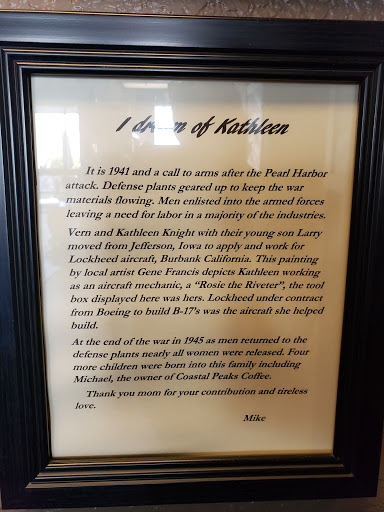 I dream of Kathleen
It is 1941 and a call to arms after the Pearl Harbor
attack. Defense plants geared up to keep the war
materials flowing. Men enlisted into the armed forces
leaving a need for labor in a majority of the industries.
Vern and Kathleen Knight with their young son Larry
moved from Jefferson, Iowa to apply and work for
Lockheed aircraft, Burbank California. This painting
by local artist Gene Francis depicts Kathleen working
as an aircraft mechanic, a “Rosie the Riveter”, the tool
box displayed here was hers. Lockheed under contract
from Boeing to build B-17's was the aircraft she helped
build.
At the end of the war in 1945 as men returned to the
defense plants nearly all women were released. Four
more children were born into this family including
Michael, the owner of Coastal Peaks Coffee.
Thank you mom for your contribution and tireless
love.
Mike